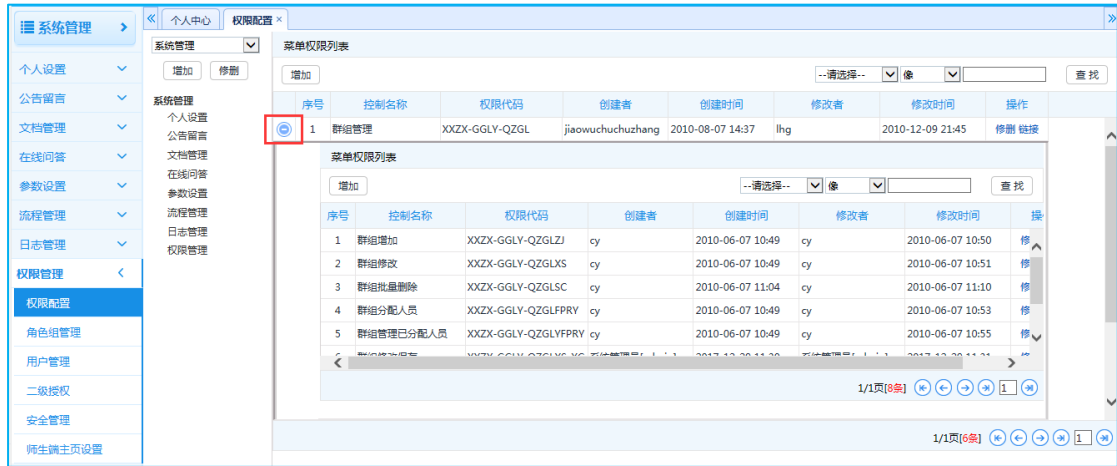 系统管理
个人设置
公告留言
文档管理
在线问答
参数设置
流程管理
日志管理
权限管理
权限配置
角色组管理
用户管理
二级授权
安全管理
师生端主页设置
个人中心 权限配置 ×
系统管理
增加 修删
系统管理
个人设置
公告留言
文档管理
在线问答
参数设置
流程管理
日志管理
权限管理
菜单权限列表
增加 --请选择-- 像 查 找
序号 控制名称 权限代码 创建者 创建时间 修改者 修改时间 操作
1 群组管理 XXZX-GGLY-QZGL jiaowuchuchuzhang 2010-08-07 14:37 lhg 2010-12-09 21:45 修删 链接
菜单权限列表
增加 --请选择-- 像 查 找
序号 控制名称 权限代码 创建者 创建时间 修改者 修改时间 操
1 群组增加 XXZX-GGLY-QZGLZJ cy 2010-06-07 10:49 cy 2010-06-07 10:50 修
2 群组修改 XXZX-GGLY-QZGLXS cy 2010-06-07 10:49 cy 2010-06-07 10:51 修
3 群组批量删除 XXZX-GGLY-QZGLSC cy 2010-06-07 11:04 cy 2010-06-07 11:10 修
4 群组分配人员 XXZX-GGLY-QZGLFPRY cy 2010-06-07 10:49 cy 2010-06-07 10:53 修
5 群组管理已分配人员 XXZX-GGLY-QZGLYFPRY cy 2010-06-07 10:49 cy 2010-06-07 10:55 修
1/1页[8条] 1
1/1页[6条] 1